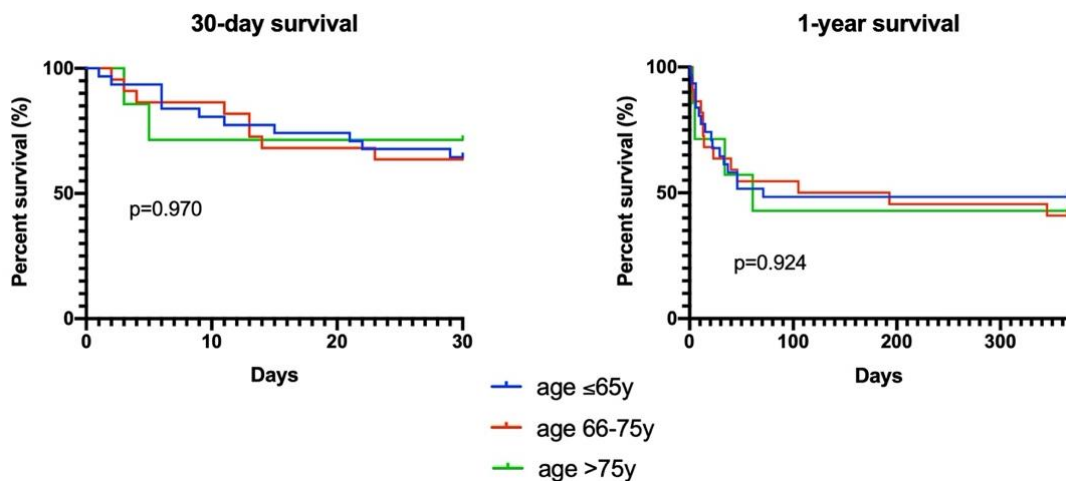 30-day survival
Percent survival (%)
100
50
0
p=0.970
0 10 20 30
Days
1-year survival
Percent survival (%)
100
50
0
p=0.924
0 100 200 300
Days
age ≤65y
age 66-75y
age >75y